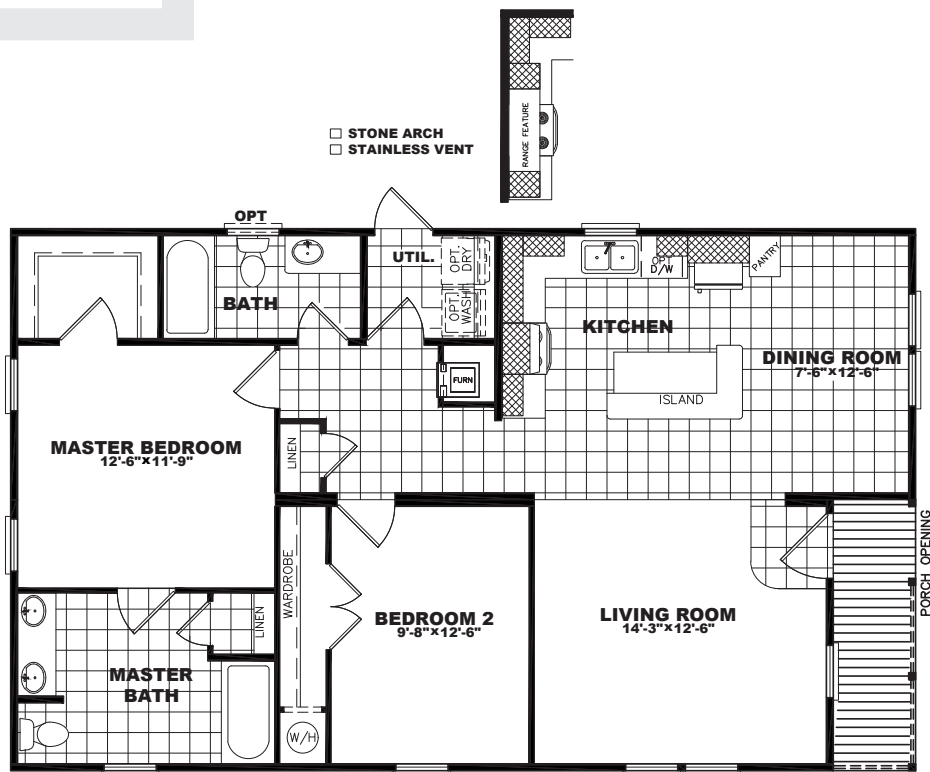 RANGE FEATURE
☐ STONE ARCH
☐ STAINLESS VENT
OPT
BATH
UTIL.
OPT. DRY
OPT. WASH
OPT
D/W
PANTRY
KITCHEN
DINING ROOM
7'-6"x12'-6"
FURN
ISLAND
MASTER BEDROOM
12'-6"x11'-9"
LINEN
PORCH OPENING
WARDROBE
BEDROOM 2
9'-8"x12'-6"
LIVING ROOM
14'-3"x12'-6"
LINEN
MASTER
BATH
W/H